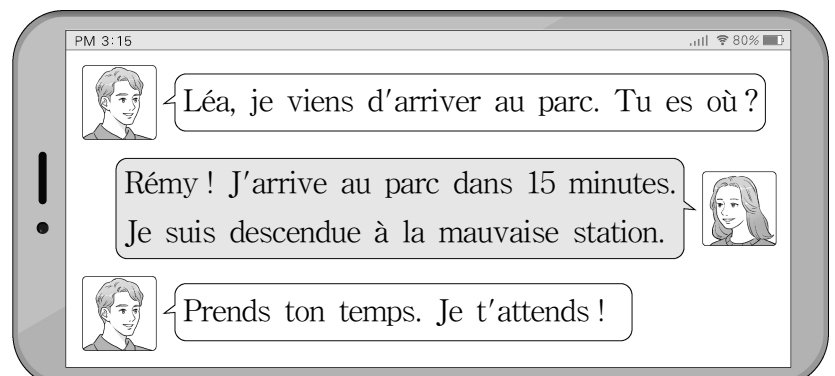 PM 3:15
80%
Léa, je viens d'arriver au parc. Tu es où ?
Rémy ! J'arrive au parc dans 15 minutes.
Je suis descendue à la mauvaise station.
Prends ton temps. Je t'attends !